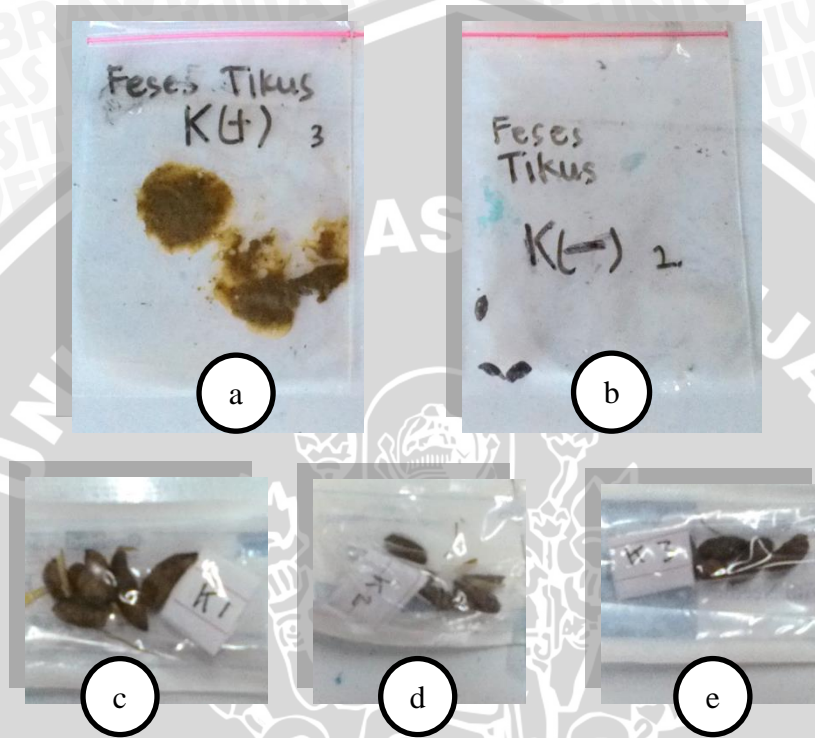 Feses Tikus
K(+) 3
Feses
Tikus
K(-) 2
a
b
K1
K2
K3
c
d
e